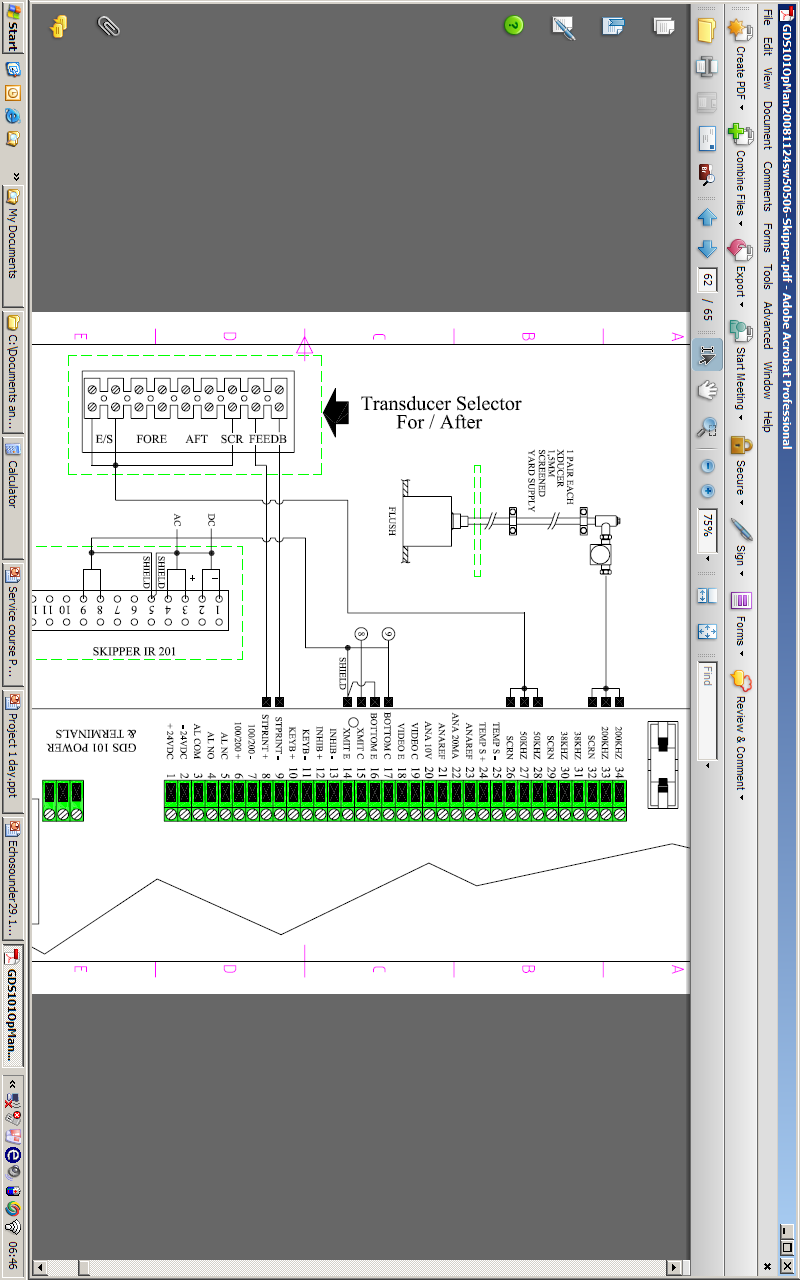 GDS101OpMan20081124sw50506-Skipper.pdf - Adobe Acrobat Professional
File Edit View Document Comments Forms Tools Advanced Window Help
Create PDF Combine Files Export Start Meeting Secure Sign Forms Review & Comment
62 / 65 75% Find
A
B
C
D
E
Transducer Selector
For / After
E/S FORE AFT SCR FEEDB
1 PAIR EACH
XDUCER
1,5MM
SCREENED
YARD SUPPLY
FLUSH
AC
DC
SHIELD
SHIELD
+
-
1
2
3
4
5
6
7
8
9
10
11
SKIPPER IR 201
8
9
SHIELD
200KHZ 34
200KHZ 33
SCRN 32
38KHZ 31
38KHZ 30
SCRN 29
50KHZ 28
50KHZ 27
SCRN 26
TEMP S - 25
TEMP S + 24
ANAREF 23
ANA 20MA 22
ANAREF 21
ANA 10V 20
VIDEO C 19
VIDEO E 18
BOTTOM C 17
BOTTOM E 16
XMIT C 15
XMIT E 14
INHIB - 13
INHIB + 12
KEYB - 11
KEYB + 10
STPRINT - 9
STPRINT + 8
100/200 - 7
100/200 + 6
AL NC 5
AL NO 4
AL COM 3
- 24VDC 2
+ 24VDC 1
GDS 101 POWER
& TERMINALS
A
B
C
D
E
Start
My Documents
C:\Documents an...
Calculator
Service course P...
Project 1 day.ppt
Echosounder29.1...
GDS101OpMan...
06:46